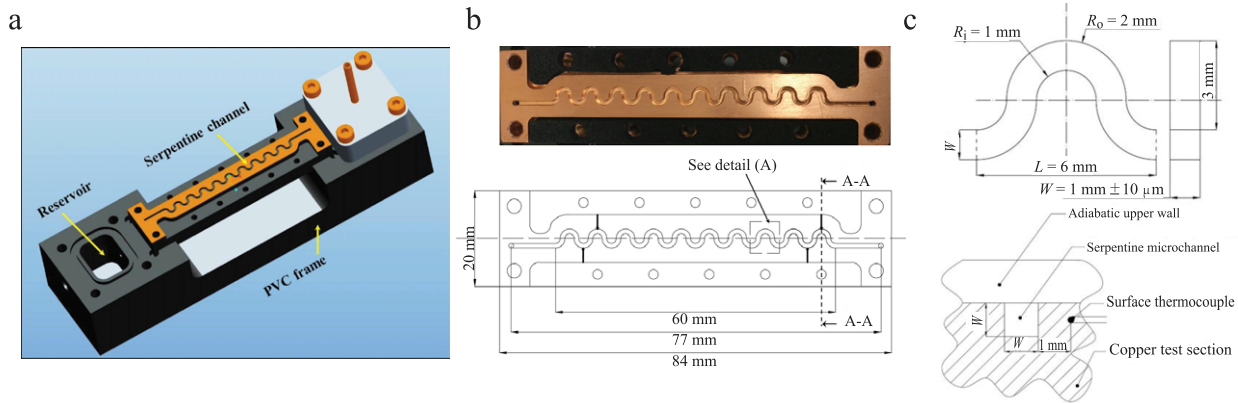 a
Serpentine channel
Reservoir
PVC frame
b
See detail (A)
A-A
20 mm
60 mm
A-A
77 mm
84 mm
c
Ri = 1 mm
Ro = 2 mm
3 mm
W
L = 6 mm
W = 1 mm ± 10 μm
Adiabatic upper wall
Serpentine microchannel
Surface thermocouple
W
W
1 mm
Copper test section